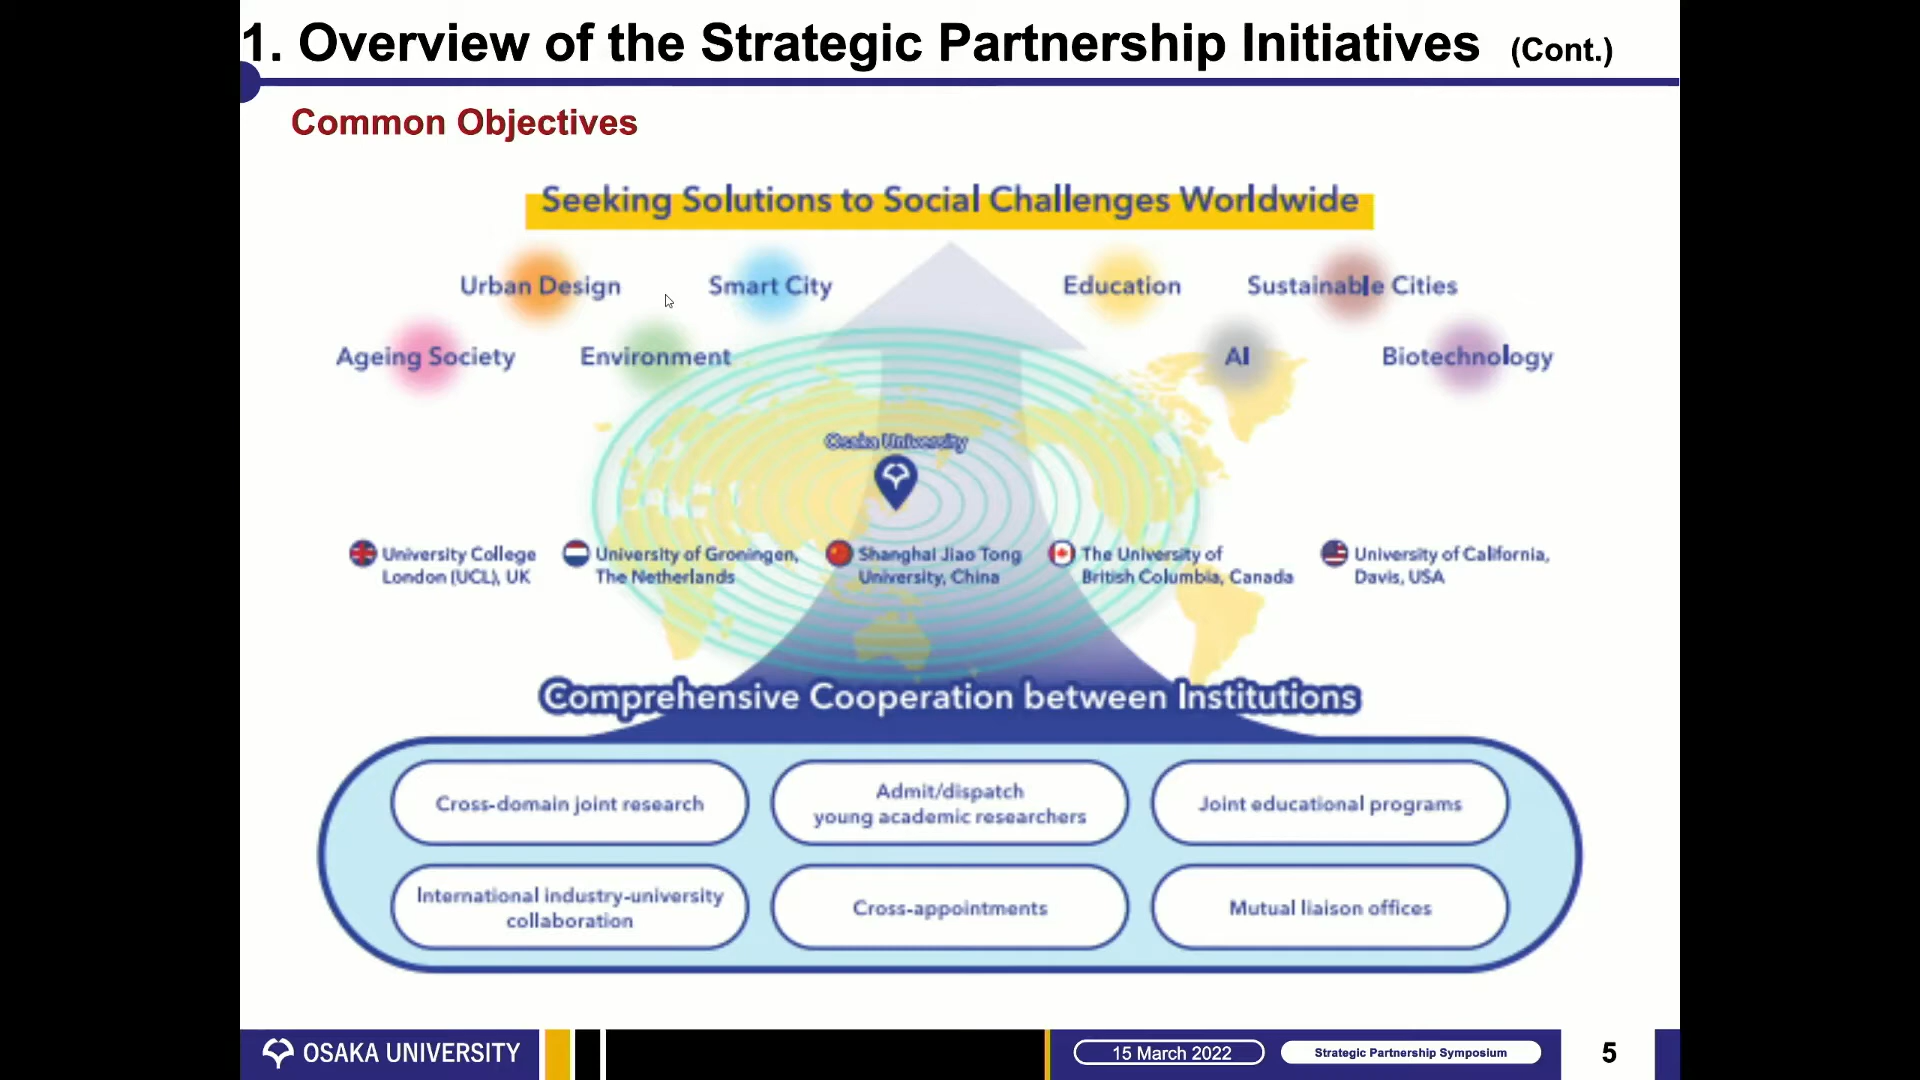 1. Overview of the Strategic Partnership Initiatives (Cont.)
Common Objectives
Seeking Solutions to Social Challenges Worldwide
Urban Design
Smart City
Education
Sustainable Cities
Ageing Society
Environment
AI
Biotechnology
Osaka University
University College
London (UCL), UK
University of Groningen,
The Netherlands
Shanghai Jiao Tong
University, China
The University of
British Columbia, Canada
University of California,
Davis, USA
Comprehensive Cooperation between Institutions
Cross-domain joint research
Admit/dispatch
young academic researchers
Joint educational programs
International industry-university
collaboration
Cross-appointments
Mutual liaison offices
OSAKA UNIVERSITY
15 March 2022
Strategic Partnership Symposium
5